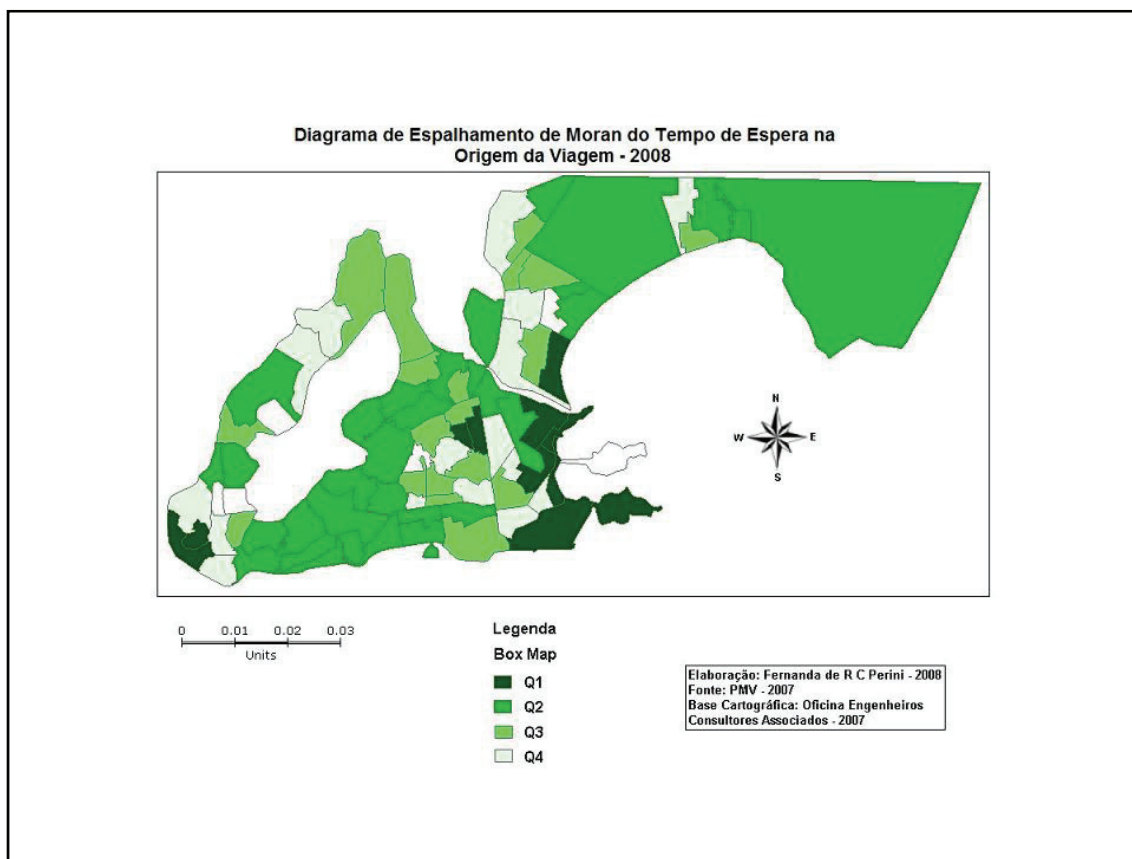 Diagrama de Espalhamento de Moran do Tempo de Espera na
Origem da Viagem - 2008
N
W
E
S
0 0.01 0.02 0.03
Units
Legenda
Box Map
Q1
Q2
Q3
Q4
Elaboração: Fernanda de R C Perini - 2008
Fonte: PMV - 2007
Base Cartográfica: Oficina Engenheiros
Consultores Associados - 2007